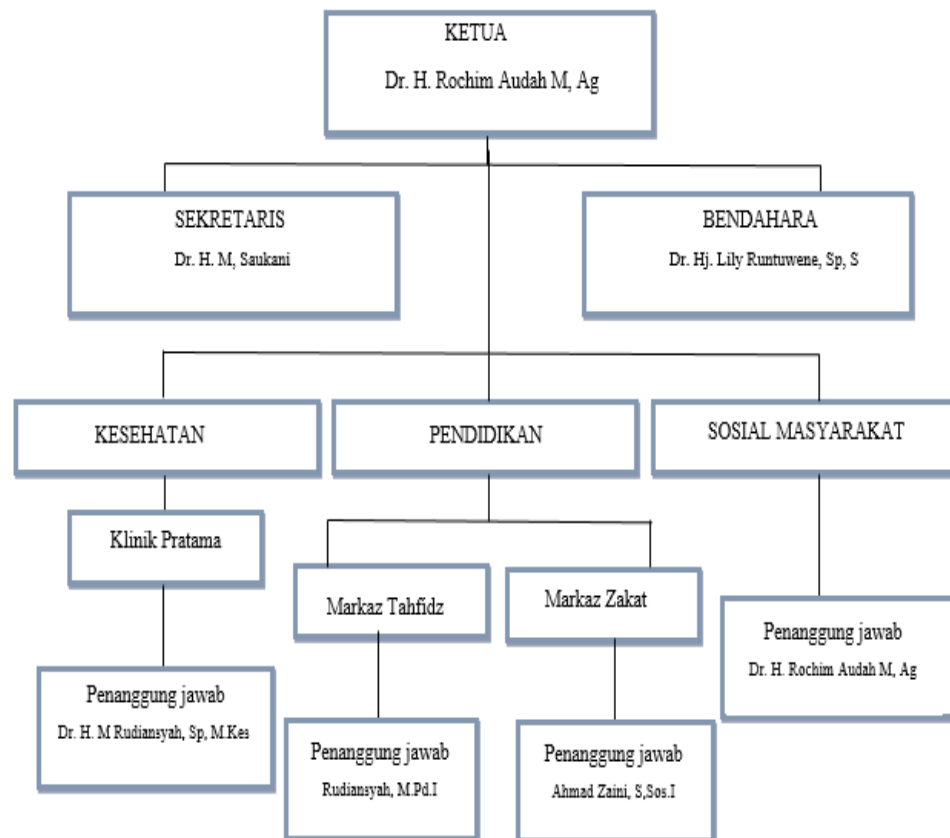 KETUA
Dr. H. Rochim Audah M, Ag
SEKRETARIS
Dr. H. M, Saukani
BENDAHARA
Dr. Hj. Lily Runtuwene, Sp, S
KESEHATAN
PENDIDIKAN
SOSIAL MASYARAKAT
Klinik Pratama
Markaz Tahfidz
Markaz Zakat
Penanggung jawab
Dr. H. M Rudiansyah, Sp, M.Kes
Penanggung jawab
Rudiansyah, M.Pd.I
Penanggung jawab
Ahmad Zaini, S,Sos.I
Penanggung jawab
Dr. H. Rochim Audah M, Ag